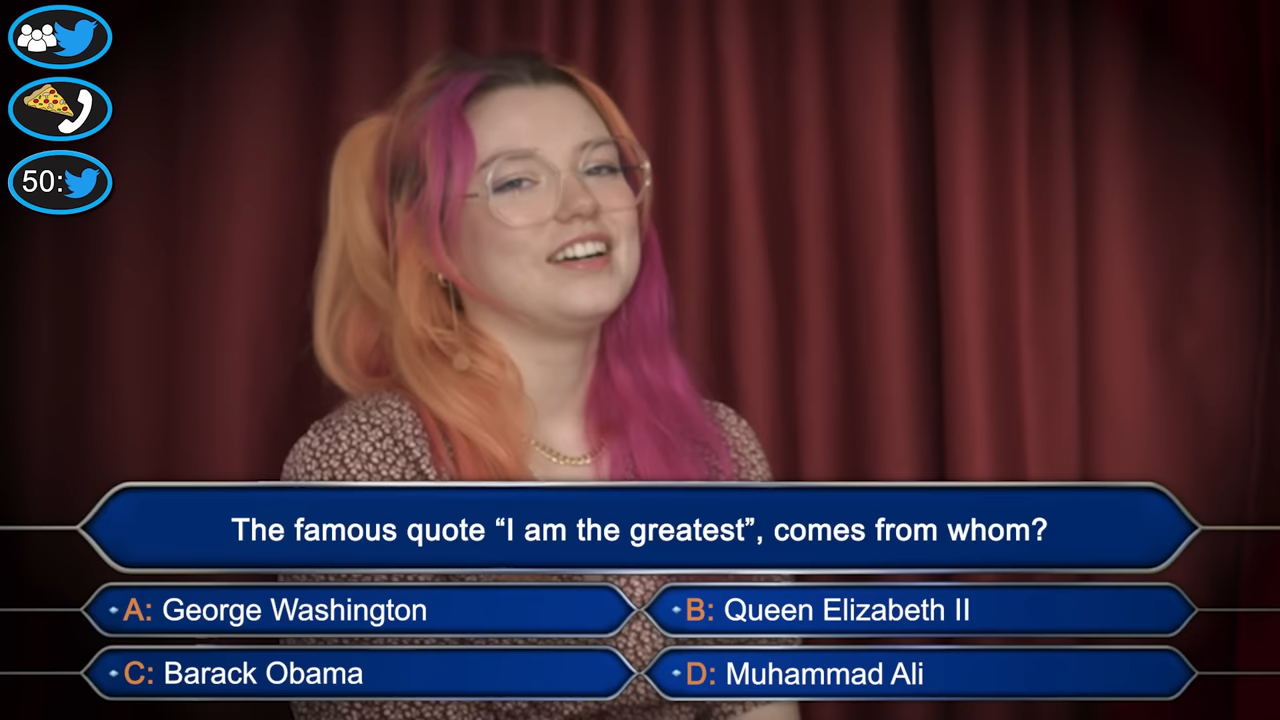 50:
The famous quote “I am the greatest”, comes from whom?
A: George Washington
B: Queen Elizabeth II
C: Barack Obama
D: Muhammad Ali